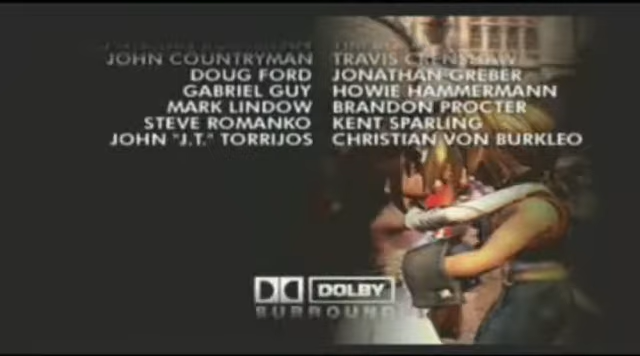 JOHN COUNTRYMAN TRAVIS CRENSHAW
DOUG FORD JONATHAN GREBER
GABRIEL GUY HOWIE HAMMERMANN
MARK LINDOW BRANDON PROCTER
STEVE ROMANKO KENT SPARLING
JOHN "J.T." TORRIJOS CHRISTIAN VON BURKLEO
DOLBY
SURROUND